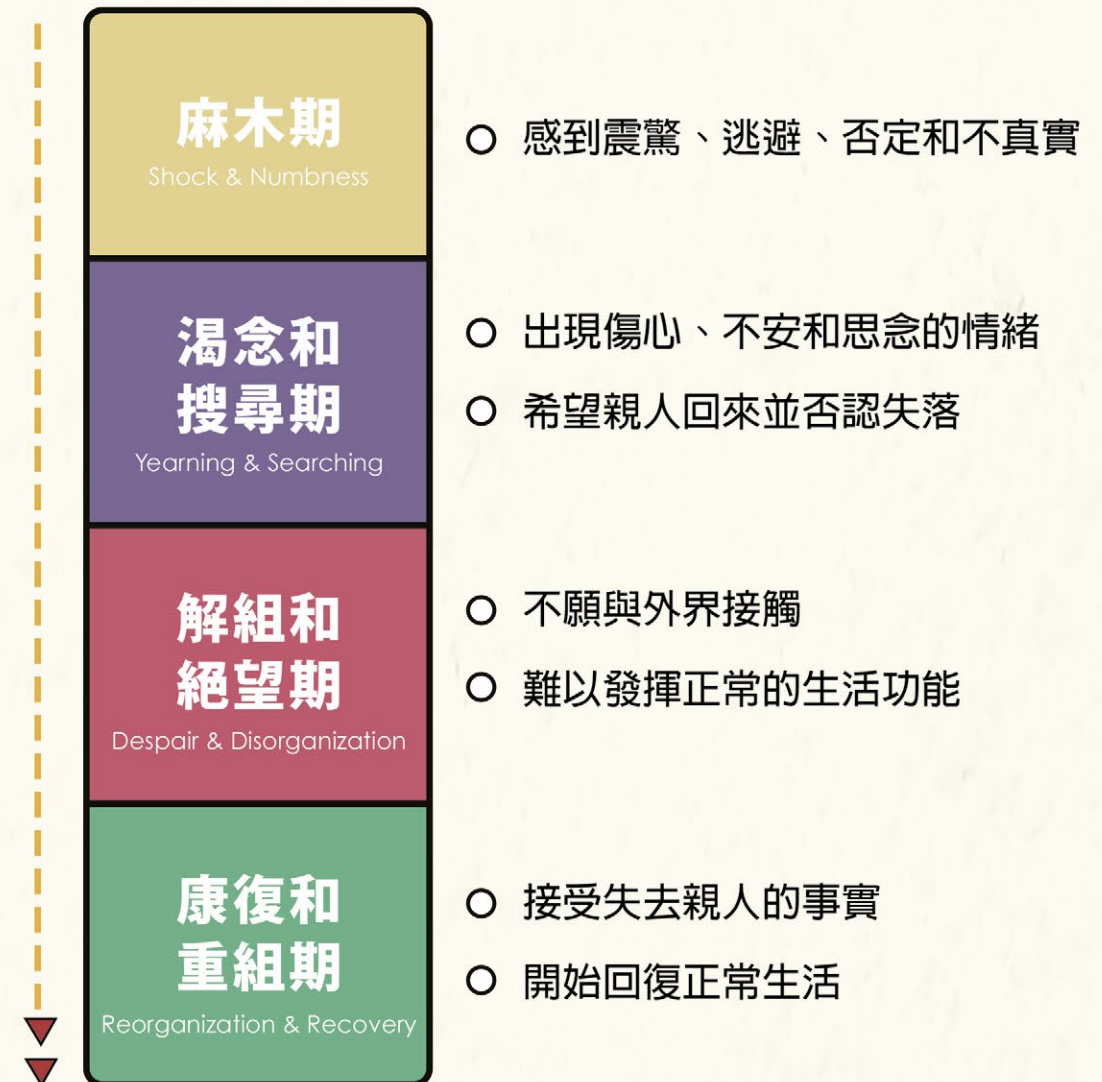 麻木期
Shock & Numbness
感到震驚、逃避、否定和不真實
渴念和
搜尋期
Yearning & Searching
出現傷心、不安和思念的情緒
希望親人回來並否認失落
解組和
絕望期
Despair & Disorganization
不願與外界接觸
難以發揮正常的生活功能
康復和
重組期
Reorganization & Recovery
接受失去親人的事實
開始回復正常生活